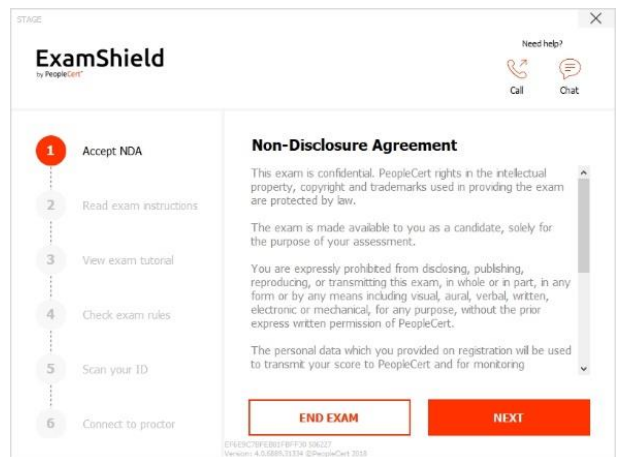 STAGE
Need help?
ExamShield
by PeopleCert
Call
Chat
1
Accept NDA
2
Read exam instructions
3
View exam tutorial
4
Check exam rules
5
Scan your ID
6
Connect to proctor
Non-Disclosure Agreement
This exam is confidential. PeopleCert rights in the intellectual
property, copyright and trademarks used in providing the exam
are protected by law.
The exam is made available to you as a candidate, solely for
the purpose of your assessment.
You are expressly prohibited from disclosing, publishing,
reproducing, or transmitting this exam, in whole or in part, in any
form or by any means including visual, aural, verbal, written,
electronic or mechanical, for any purpose, without the prior
express written permission of PeopleCert.
The personal data which you provided on registration will be used
to transmit your score to PeopleCert and for monitoring
END EXAM
NEXT
©PeopleCert 2018